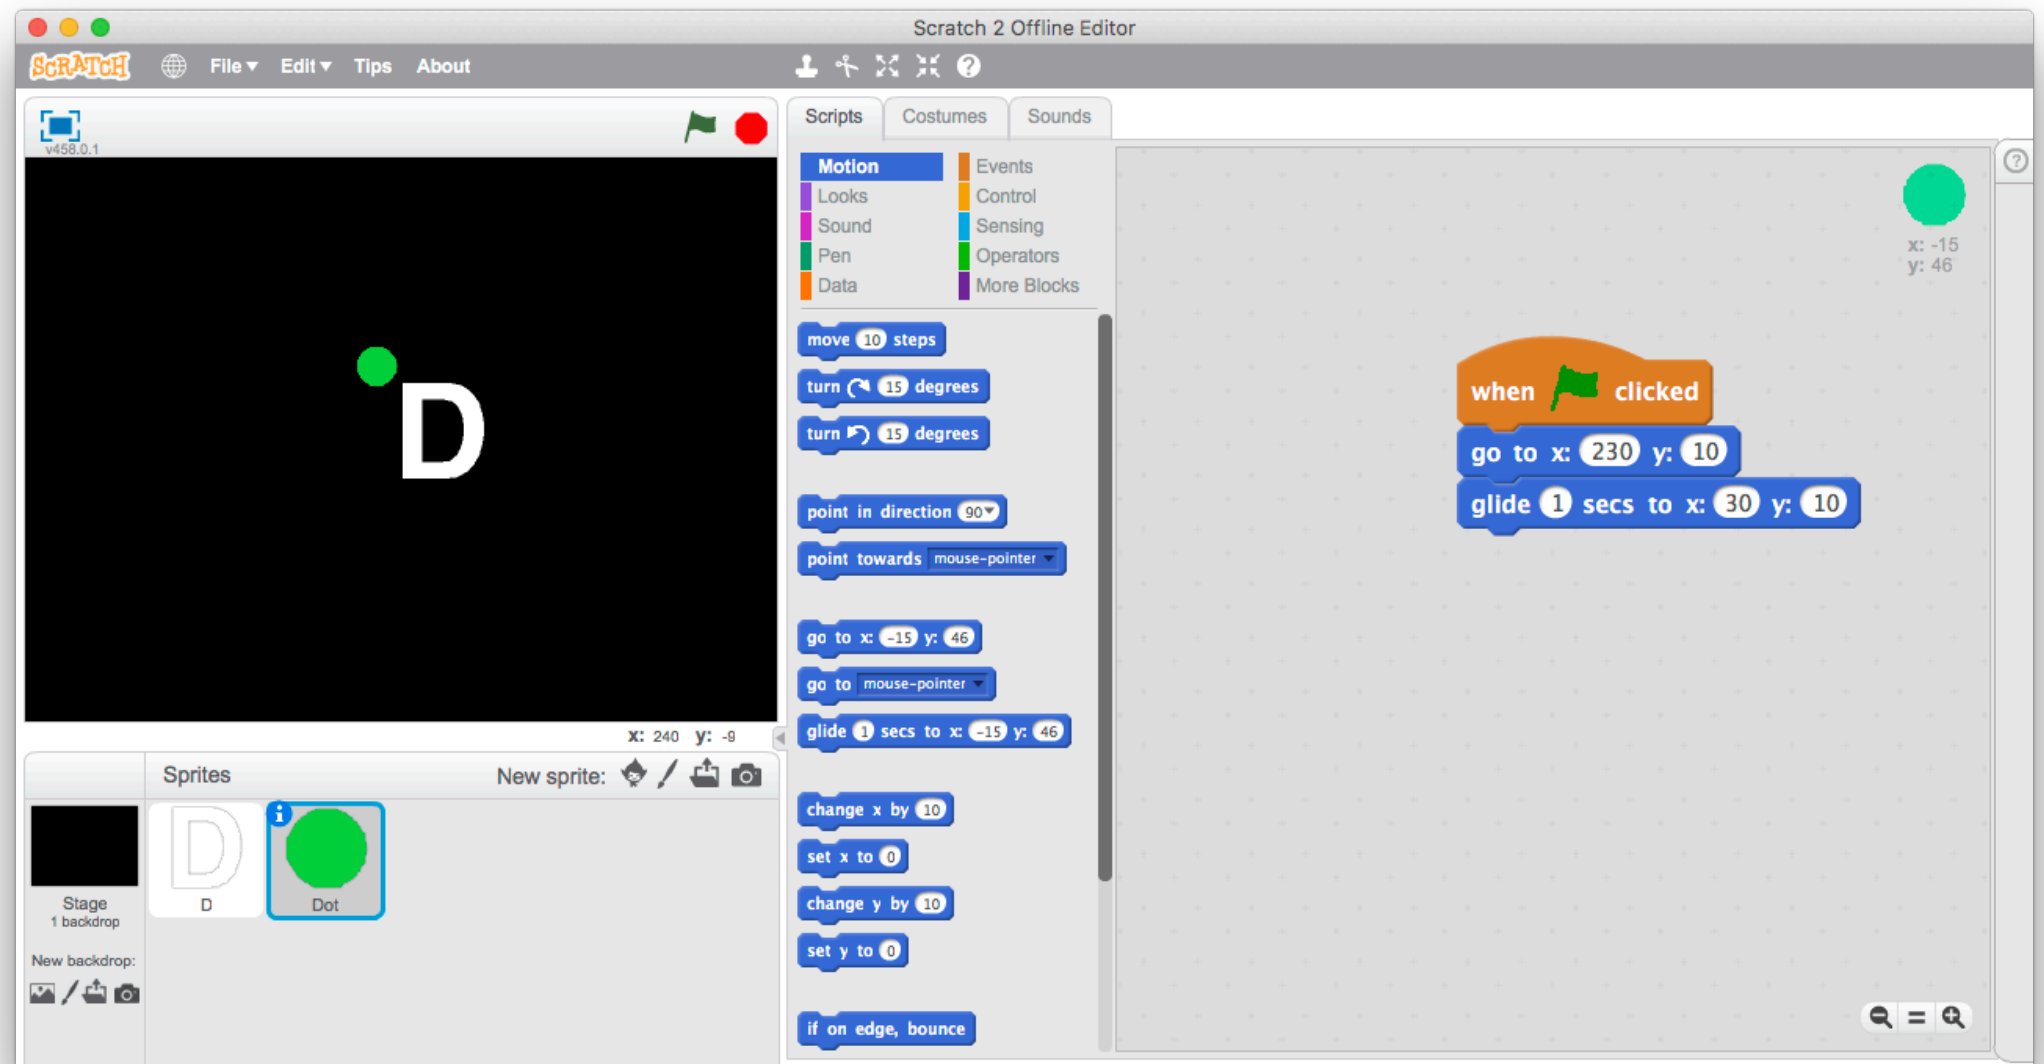 Scratch 2 Offline Editor
SCRATCH File Edit Tips About
v458.0.1
D
x: 240 y: -9
Sprites New sprite:
Stage
1 backdrop
New backdrop:
D
D
Dot
Scripts Costumes Sounds
Motion Events
Looks Control
Sound Sensing
Pen Operators
Data More Blocks
move 10 steps
turn 15 degrees
turn 15 degrees
point in direction 90
point towards mouse-pointer
go to x: -15 y: 46
go to mouse-pointer
glide 1 secs to x: -15 y: 46
change x by 10
set x to 0
change y by 10
set y to 0
if on edge, bounce
x: -15
y: 46
when clicked
go to x: 230 y: 10
glide 1 secs to x: 30 y: 10